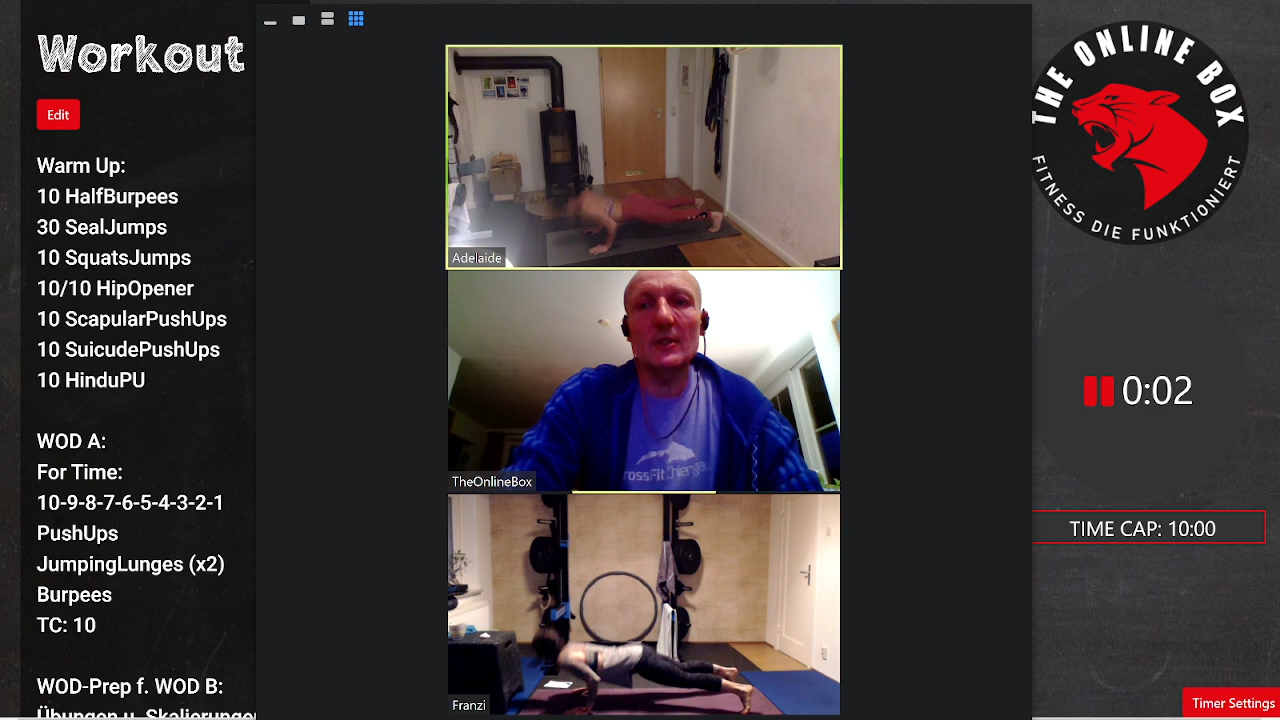 Workout
Edit
Warm Up:
10 HalfBurpees
30 SealJumps
10 SquatsJumps
10/10 HipOpener
10 ScapularPushUps
10 SuicudePushUps
10 HinduPU
WOD A:
For Time:
10-9-8-7-6-5-4-3-2-1
PushUps
JumpingLunges (x2)
Burpees
TC: 10
WOD-Prep f. WOD B:
Übungen u. Skalierungen
Adelaide
TheOnlineBox
Franzi
THE ONLINE BOX
FITNESS DIE FUNKTIONIERT
0:02
TIME CAP: 10:00
Timer Settings